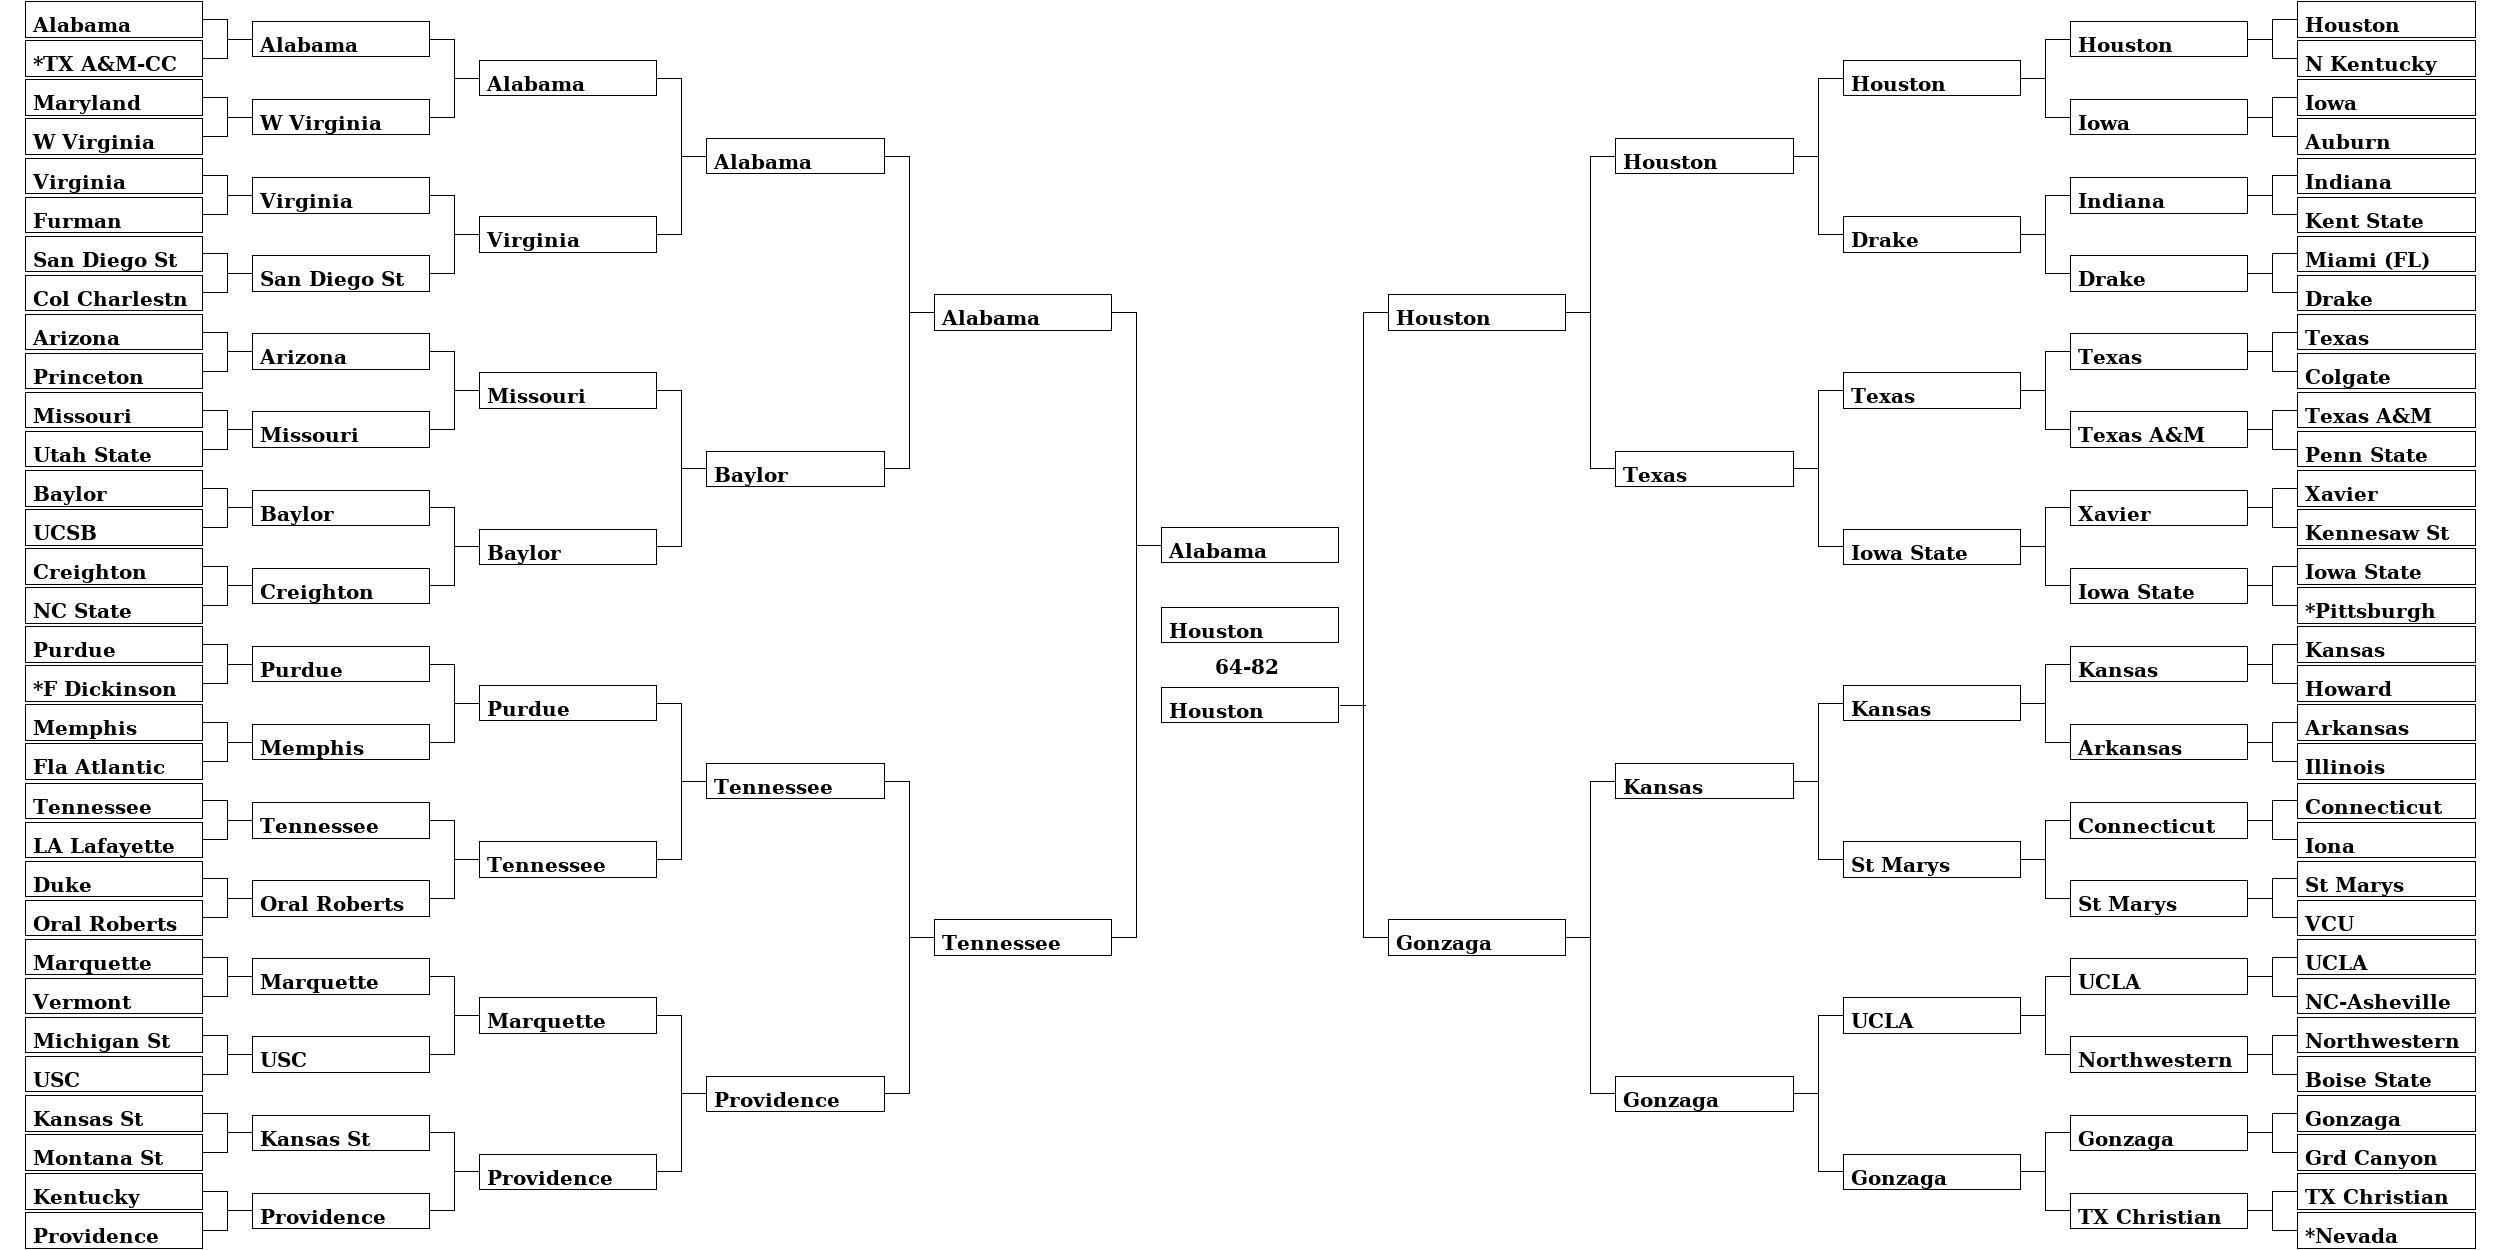 Alabama
*TX A&M-CC
Maryland
W Virginia
Virginia
Furman
San Diego St
Col Charlestn
Arizona
Princeton
Missouri
Utah State
Baylor
UCSB
Creighton
NC State
Purdue
*F Dickinson
Memphis
Fla Atlantic
Tennessee
LA Lafayette
Duke
Oral Roberts
Marquette
Vermont
Michigan St
USC
Kansas St
Montana St
Kentucky
Providence
Alabama
W Virginia
Virginia
San Diego St
Arizona
Missouri
Baylor
Creighton
Purdue
Memphis
Tennessee
Oral Roberts
Marquette
USC
Kansas St
Providence
Alabama
Virginia
Missouri
Baylor
Purdue
Tennessee
Marquette
Providence
Alabama
Baylor
Tennessee
Providence
Alabama
Tennessee
Alabama
Houston
64-82
Houston
Houston
Gonzaga
Houston
Texas
Kansas
Gonzaga
Houston
Drake
Texas
Iowa State
Kansas
St Marys
UCLA
Gonzaga
Houston
Iowa
Indiana
Drake
Texas
Texas A&M
Xavier
Iowa State
Kansas
Arkansas
Connecticut
St Marys
UCLA
Northwestern
Gonzaga
TX Christian
Houston
N Kentucky
Iowa
Auburn
Indiana
Kent State
Miami (FL)
Drake
Texas
Colgate
Texas A&M
Penn State
Xavier
Kennesaw St
Iowa State
*Pittsburgh
Kansas
Howard
Arkansas
Illinois
Connecticut
Iona
St Marys
VCU
UCLA
NC-Asheville
Northwestern
Boise State
Gonzaga
Grd Canyon
TX Christian
*Nevada